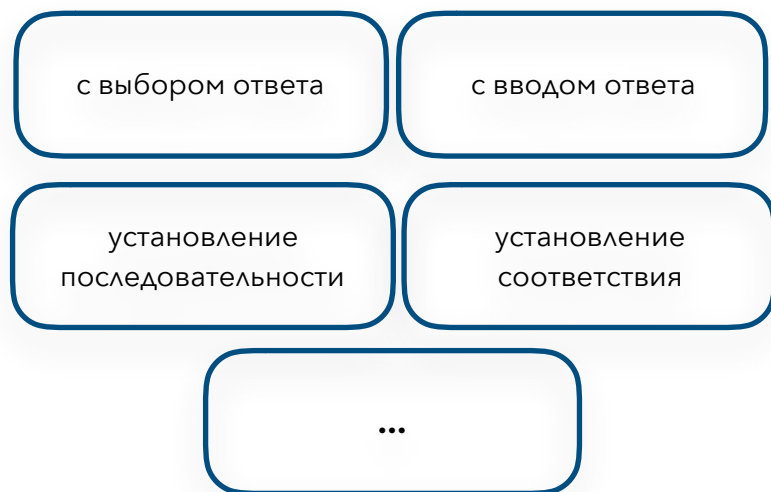 с выбором ответа
с вводом ответа
установление
последовательности
установление
соответствия
...